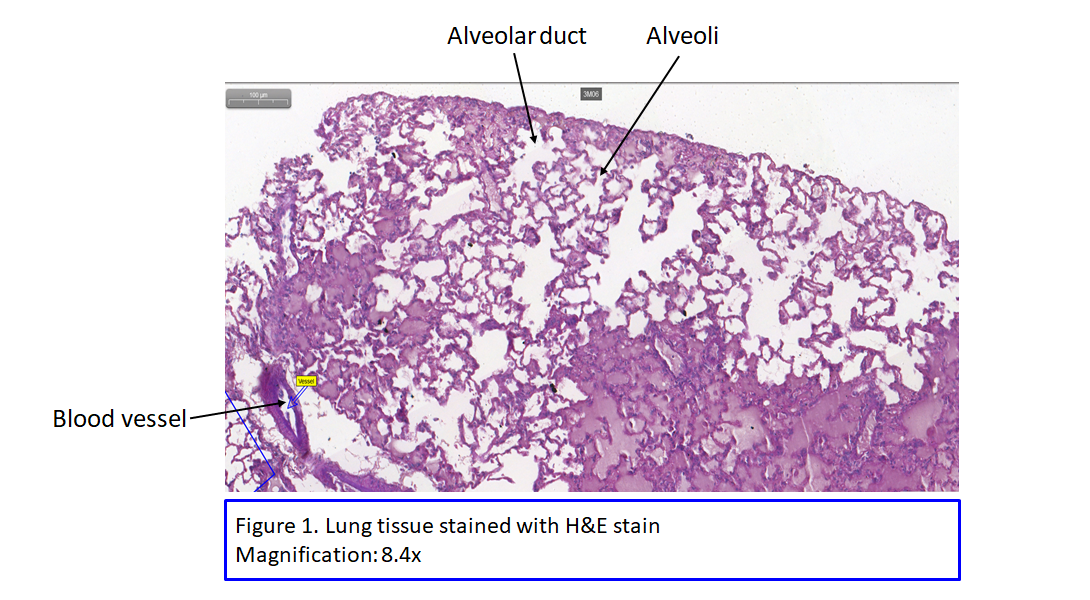 Alveolar duct
Alveoli
100 µm
3M06
Vessel
Blood vessel
Figure 1. Lung tissue stained with H&E stain
Magnification: 8.4x